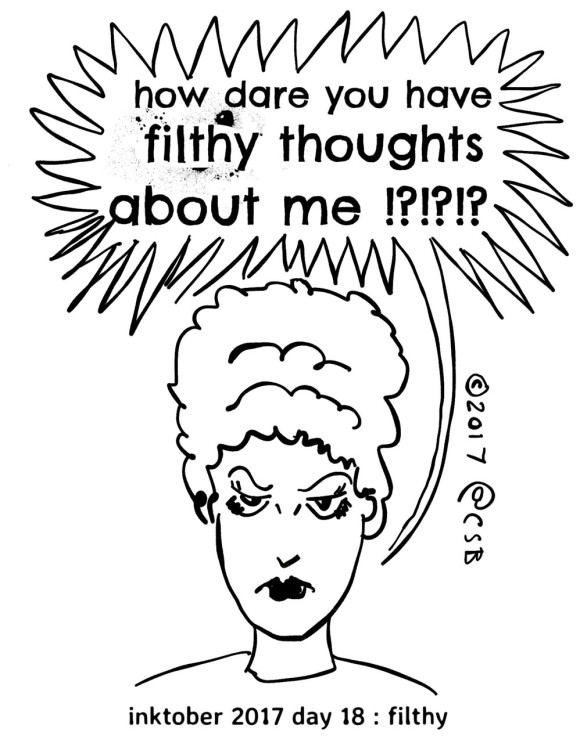 how dare you have
filthy thoughts
about me !?!?!?
©2017 @CSB
inktober 2017 day 18 : filthy